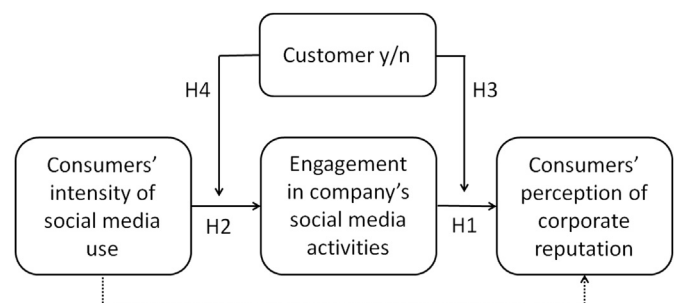 Customer y/n
H4
H3
Consumers'
intensity of
social media
use
H2
Engagement
in company's
social media
activities
H1
Consumers'
perception of
corporate
reputation